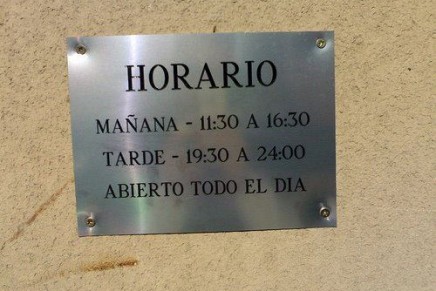 HORARIO
MAÑANA - 11:30 A 16:30
TARDE - 19:30 A 24:00
ABIERTO TODO EL DIA